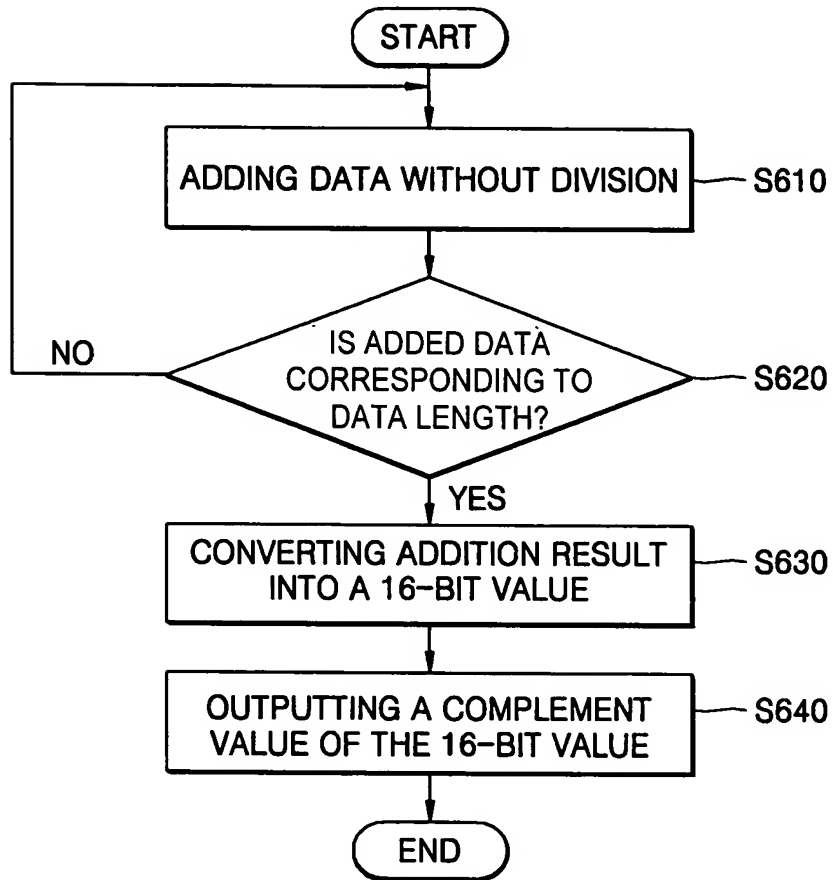 START
ADDING DATA WITHOUT DIVISION
S610
IS ADDED DATA
CORRESPONDING TO
DATA LENGTH?
S620
NO
YES
CONVERTING ADDITION RESULT
INTO A 16-BIT VALUE
S630
OUTPUTTING A COMPLEMENT
VALUE OF THE 16-BIT VALUE
S640
END